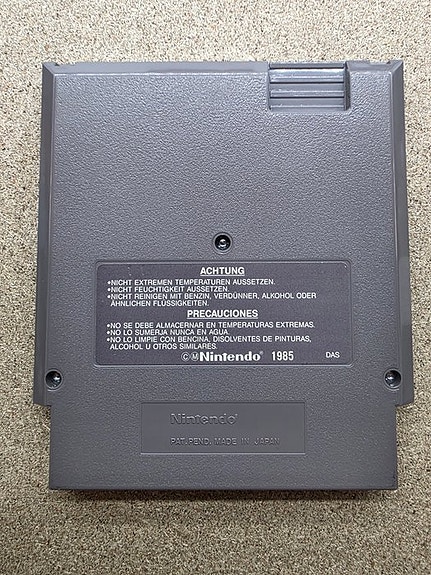 ACHTUNG
•NICHT EXTREMEN TEMPERATUREN AUSSETZEN.
•NICHT FEUCHTIGKEIT AUSSETZEN.
•NICHT REINIGEN MIT BENZIN, VERDÜNNER, ALKOHOL ODER
ÄHNLICHEN FLÜSSIGKEITEN.
PRECAUCIONES
•NO SE DEBE ALMACERNAR EN TEMPERATURAS EXTREMAS.
•NO LO SUMERJA NUNCA EN AGUA.
•NO LO LIMPIE CON BENCINA, DISOLVENTES DE PINTURAS,
ALCOHOL U OTROS SIMILARES.
©Ⓜ Nintendo® 1985 DAS
Nintendo®
PAT.PEND. MADE IN JAPAN